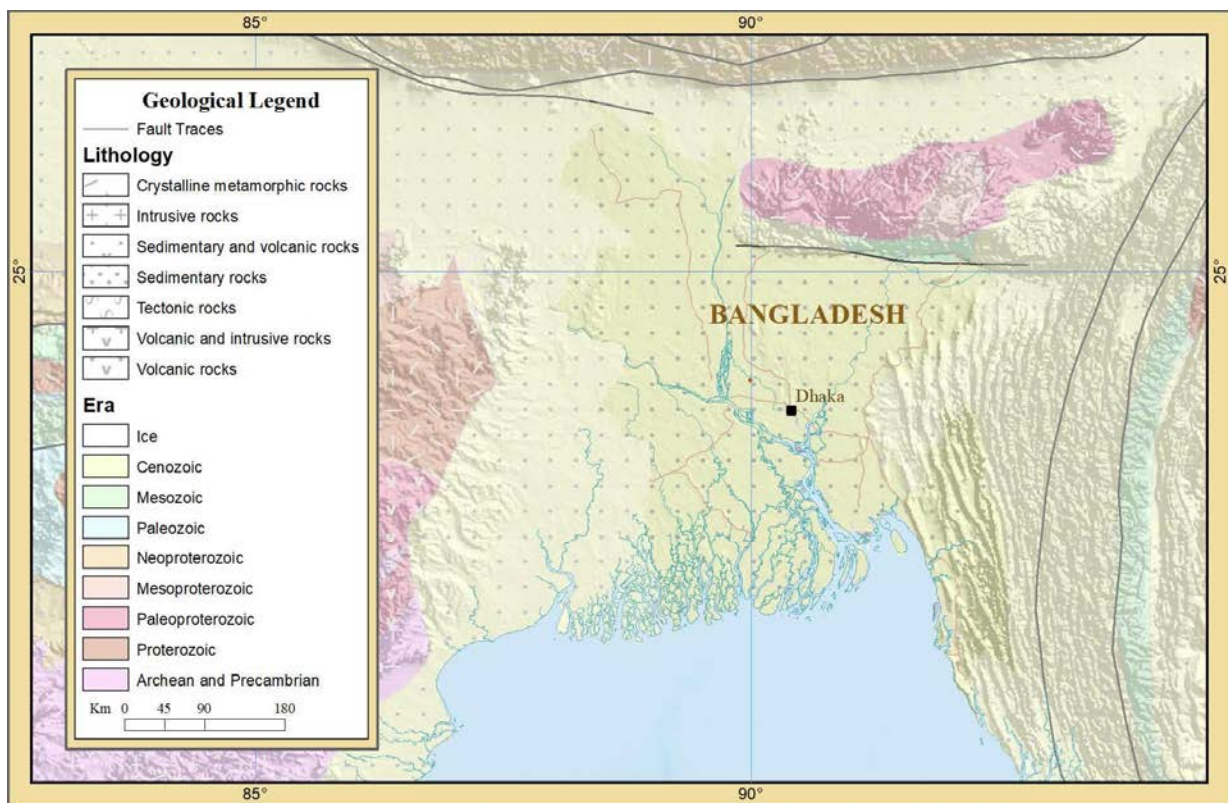 85°
90°
25°
25°
Geological Legend
Fault Traces
Lithology
Crystalline metamorphic rocks
Intrusive rocks
Sedimentary and volcanic rocks
Sedimentary rocks
Tectonic rocks
Volcanic and intrusive rocks
Volcanic rocks
Era
Ice
Cenozoic
Mesozoic
Paleozoic
Neoproterozoic
Mesoproterozoic
Paleoproterozoic
Proterozoic
Archean and Precambrian
Km 0 45 90 180
BANGLADESH
Dhaka
85°
90°